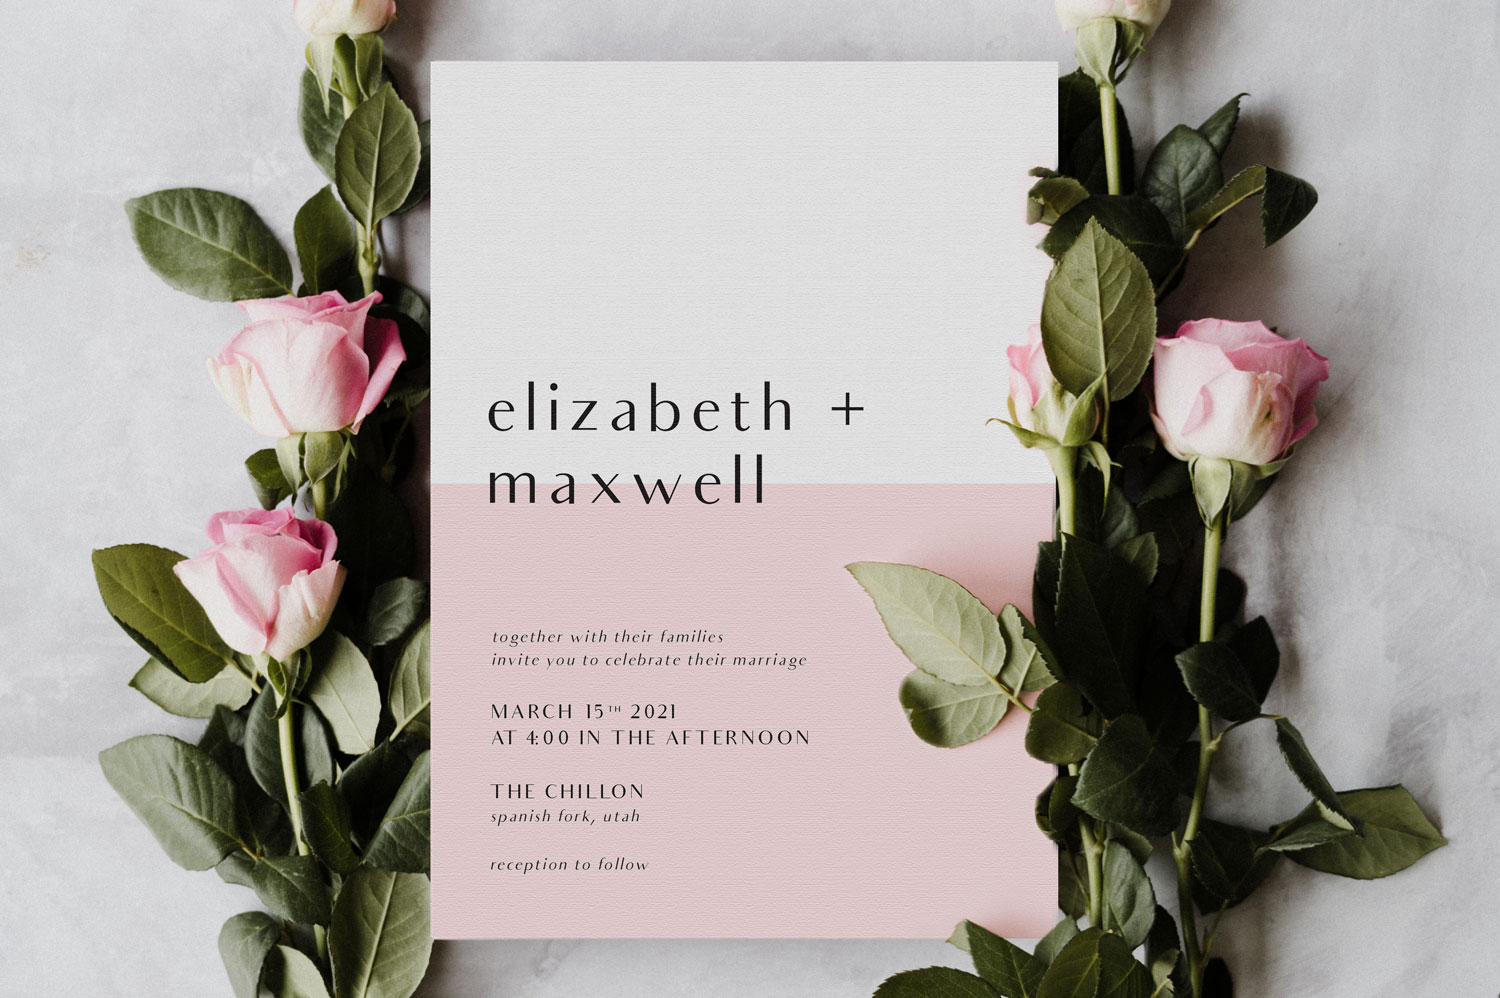 elizabeth +
maxwell
together with their families
invite you to celebrate their marriage
MARCH 15TH 2021
AT 4:00 IN THE AFTERNOON
THE CHILLON
spanish fork, utah
reception to follow